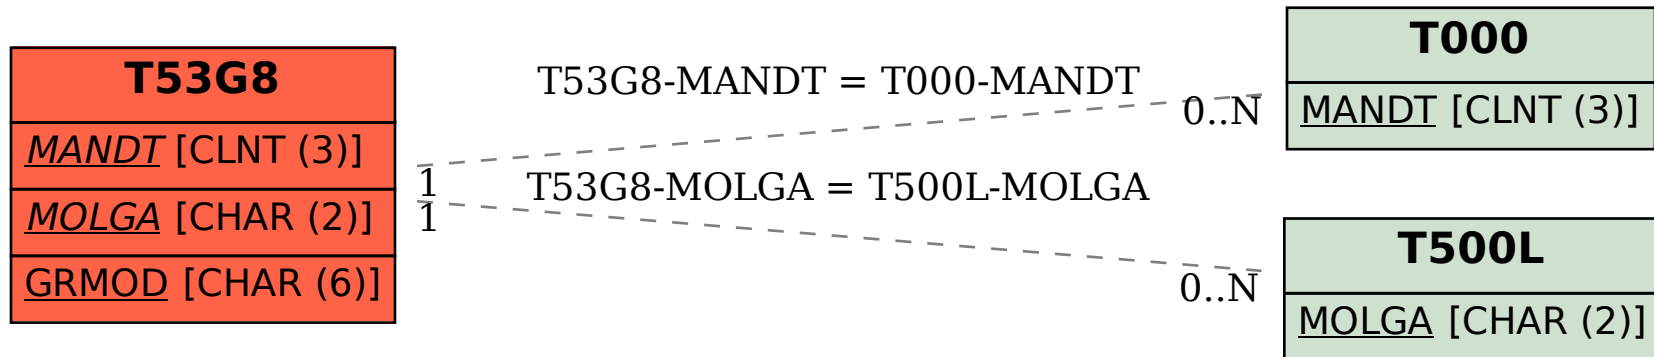 T53G8
MANDT [CLNT (3)]
MOLGA [CHAR (2)]
GRMOD [CHAR (6)]
T53G8-MANDT = T000-MANDT
0..N
1
T53G8-MOLGA = T500L-MOLGA
1
0..N
T000
MANDT [CLNT (3)]
T500L
MOLGA [CHAR (2)]